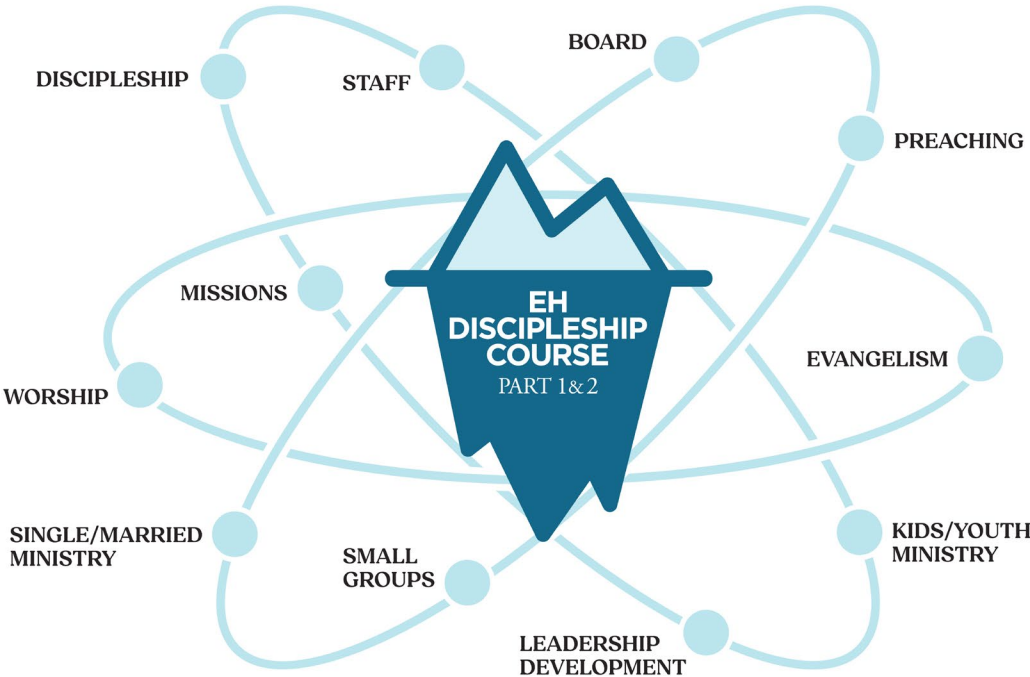 BOARD
DISCIPLESHIP
STAFF
PREACHING
MISSIONS
EH
DISCIPLESHIP
COURSE
PART 1&2
EVANGELISM
WORSHIP
SINGLE/MARRIED
MINISTRY
KIDS/YOUTH
MINISTRY
SMALL
GROUPS
LEADERSHIP
DEVELOPMENT